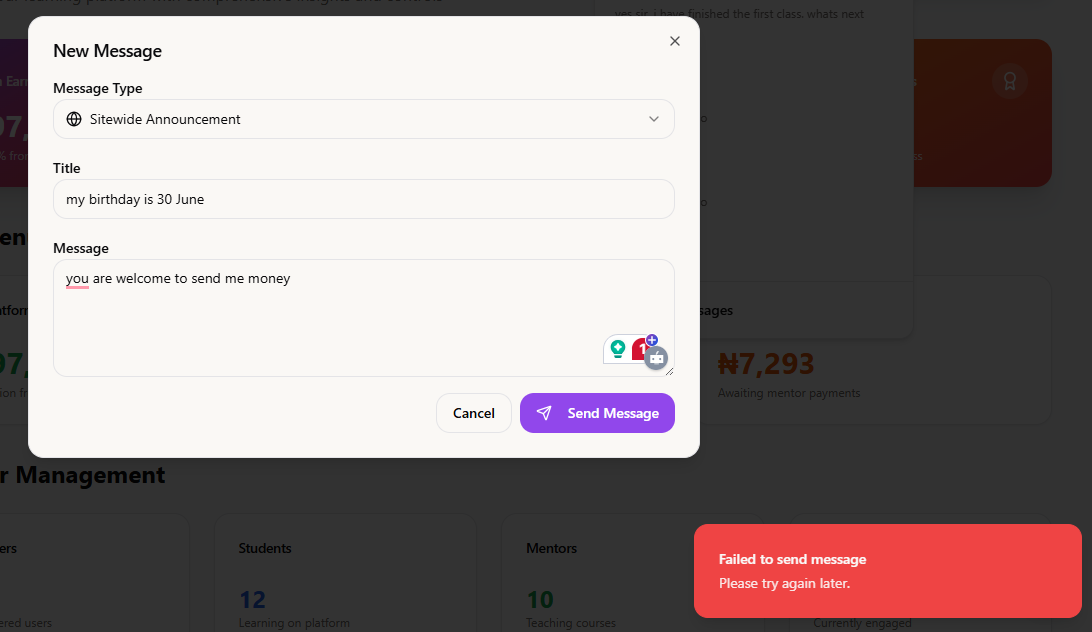 yes sir, i have finished the first class, whats next
New Message
Message Type
Sitewide Announcement
Title
my birthday is 30 June
Message
you are welcome to send me money
Cancel
Send Message
₦7,293
Awaiting mentor payments
r Management
Students
Mentors
12
10
Learning on platform
Teaching courses
Currently engaged
Failed to send message
Please try again later.